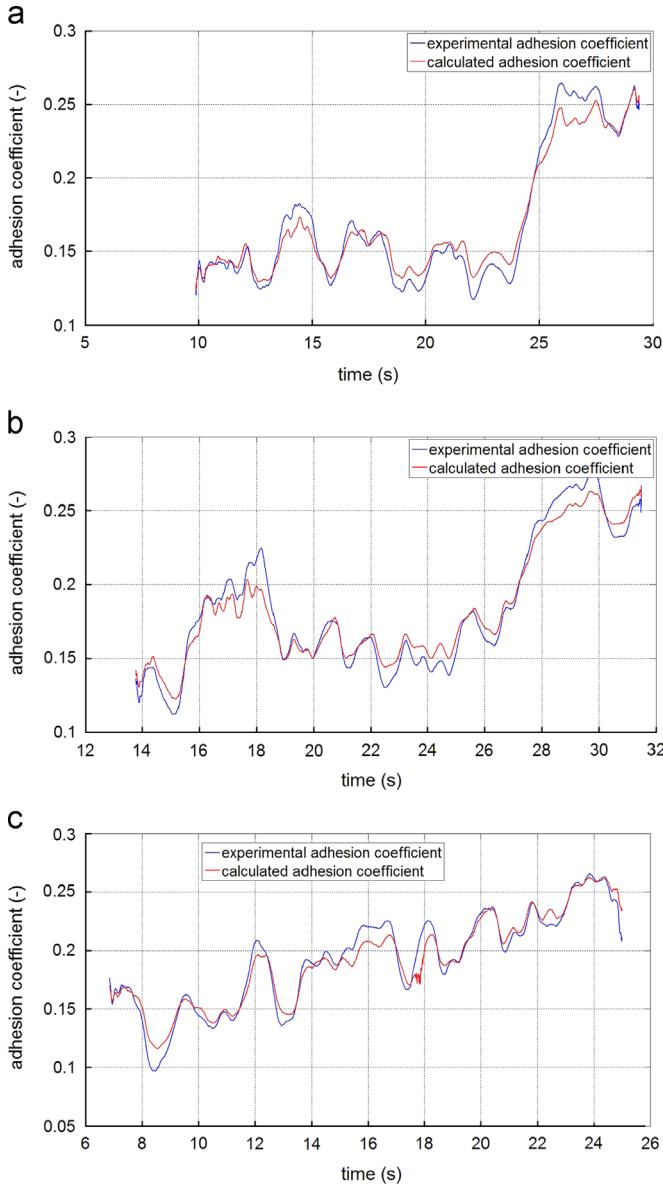 a
0.3
experimental adhesion coefficient
calculated adhesion coefficient
0.25
0.2
0.15
0.1
adhesion coefficient (-)
5 10 15 20 25 30
time (s)
b
0.3
experimental adhesion coefficient
calculated adhesion coefficient
0.25
0.2
0.15
0.1
adhesion coefficient (-)
12 14 16 18 20 22 24 26 28 30 32
time (s)
c
0.3
experimental adhesion coefficient
calculated adhesion coefficient
0.25
0.2
0.15
0.1
0.05
adhesion coefficient (-)
6 8 10 12 14 16 18 20 22 24 26
time (s)